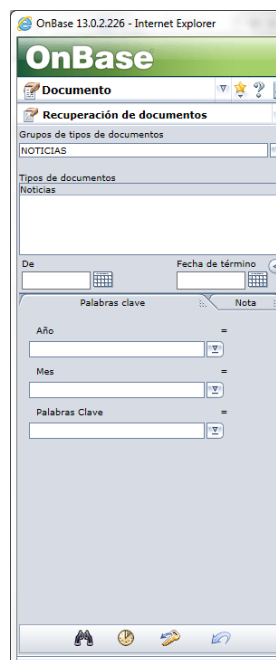 OnBase 13.0.2.226 - Internet Explorer
OnBase
Documento
Recuperación de documentos
Grupos de tipos de documentos
NOTICIAS
Tipos de documentos
Noticias
De Fecha de término
Palabras clave Nota
Año =
Mes =
Palabras Clave =